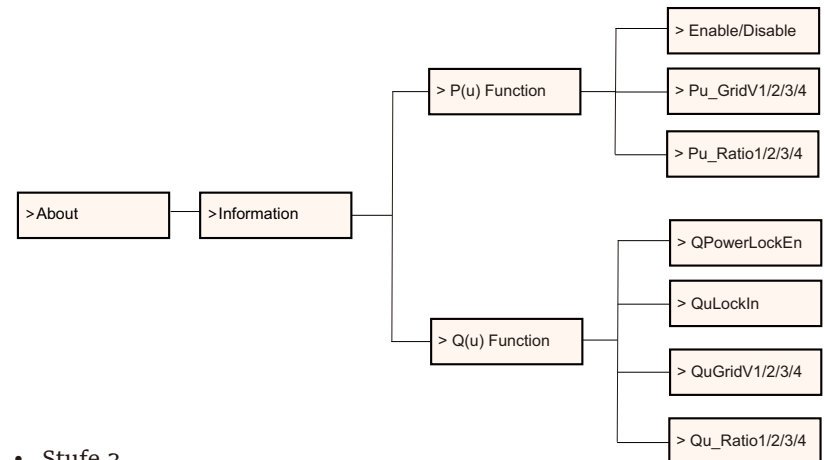 > Enable/Disable
> P(u) Function
> Pu_GridV1/2/3/4
> Pu_Ratio1/2/3/4
>About
>Information
> QPowerLockEn
> QuLockIn
> Q(u) Function
> QuGridV1/2/3/4
> Qu_Ratio1/2/3/4
• Stufe